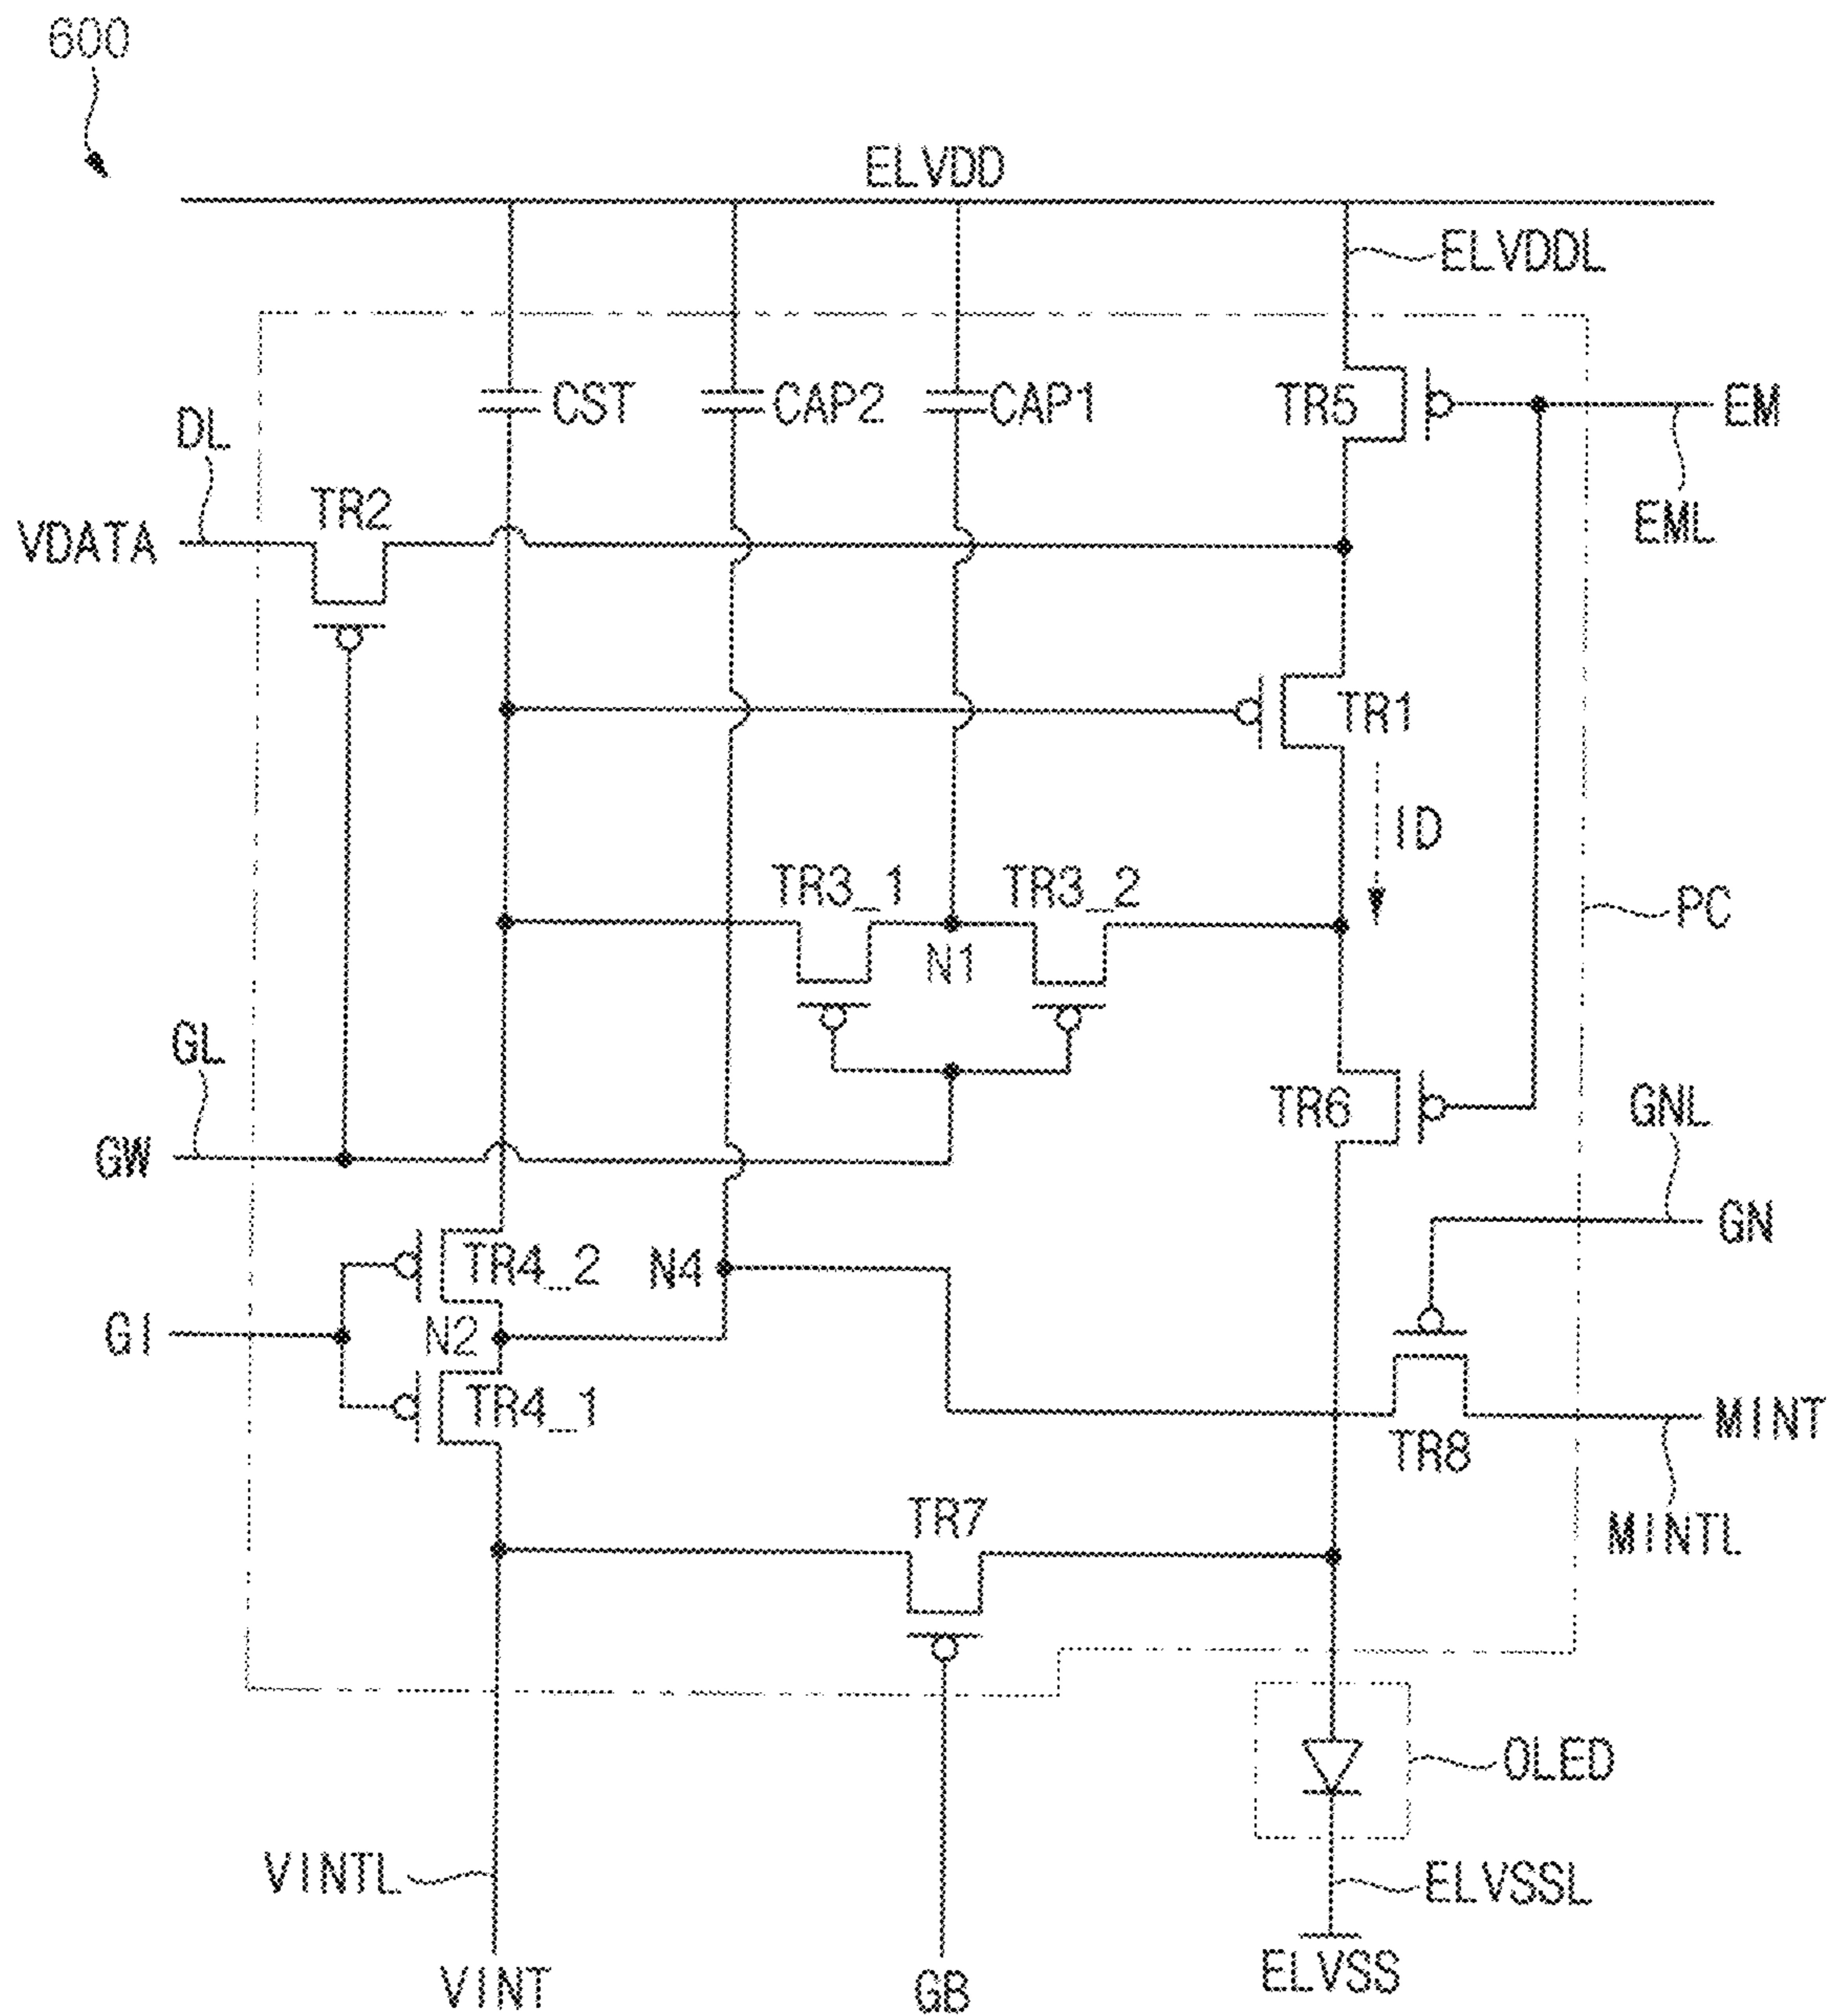 600
ELVDD
ELVDDL
CST
CAP2
CAP1
TR5
EM
DL
TR2
VDATA
EML
TR1
ID
TR3_1
TR3_2
PC
N1
GL
GW
TR6
GNL
GN
TR4_2
N4
GI
N2
TR4_1
MINT
TR8
TR7
MINTL
OLED
VINTL
ELVSSL
VINT
GB
ELVSS